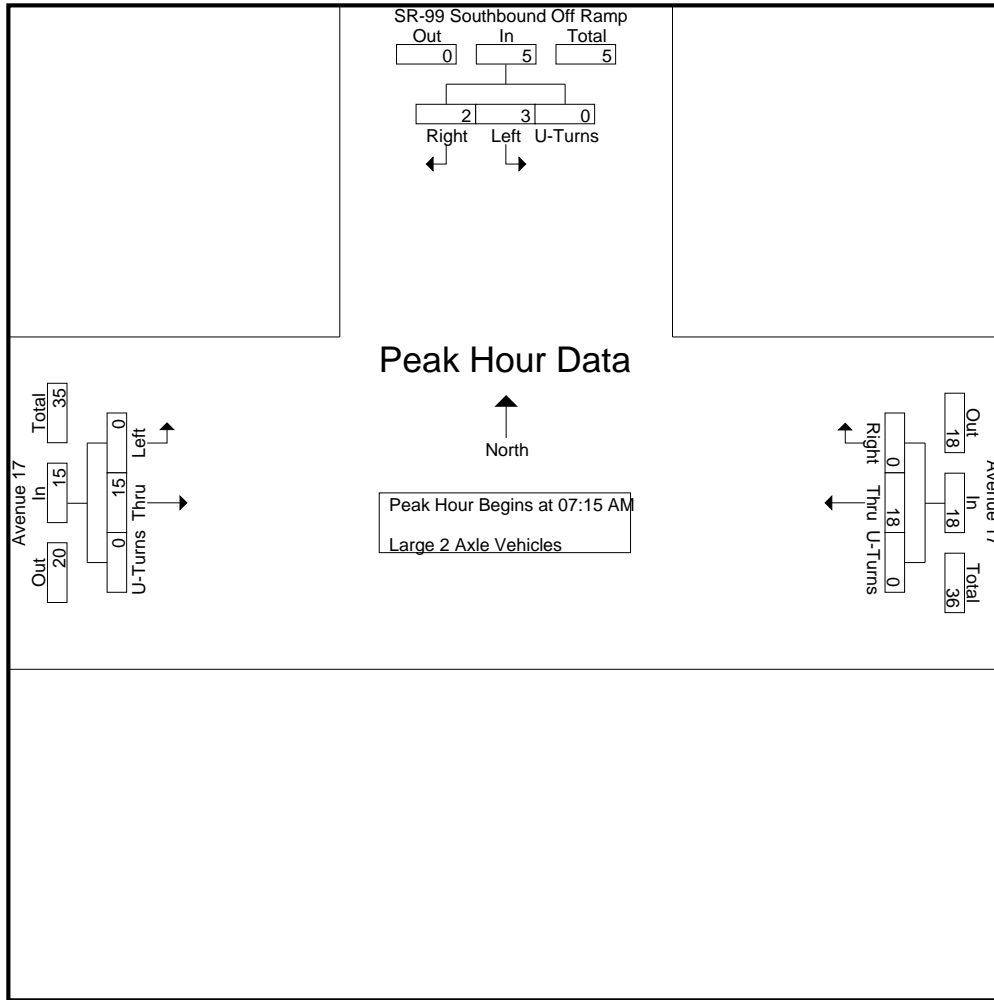 SR-99 Southbound Off Ramp
Out In Total
0 5 5
2 3 0
Right Left U-Turns
Peak Hour Data
North
Peak Hour Begins at 07:15 AM
Large 2 Axle Vehicles
Avenue 17
Out In Total
20 15 35
0 15 0
U-Turns Thru Left
Avenue 17
Out In Total
18 18 36
0 18 0
Right Thru U-Turns